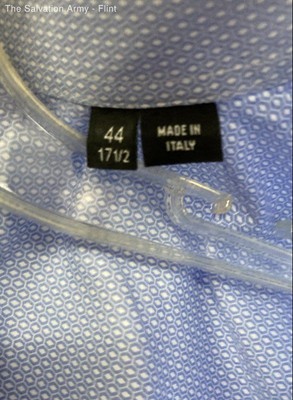 The Salvation Army - Flint
44
17 1/2
MADE IN
ITALY